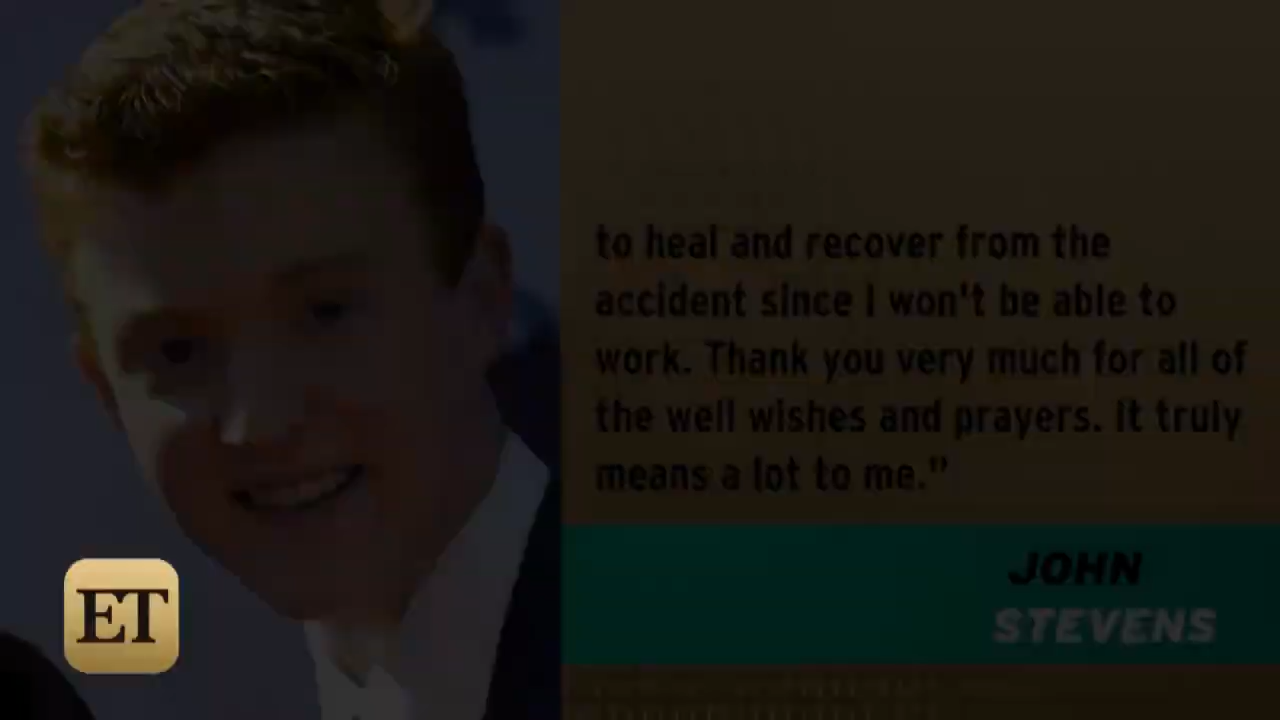 to heal and recover from the
accident since I won't be able to
work. Thank you very much for all of
the well wishes and prayers. It truly
means a lot to me."
JOHN
STEVENS
ET